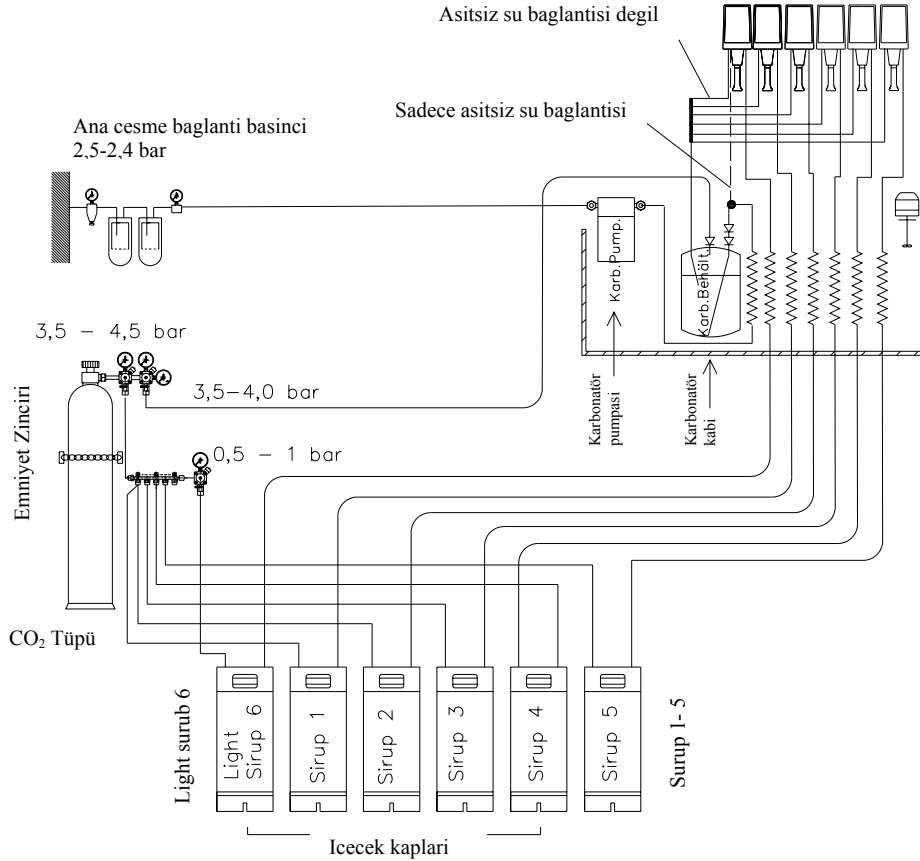 Asitsiz su baglantisi degil
Ana cesme baglanti basinci
2,5-2,4 bar
Sadece asitsiz su baglantisi
Karb.Pump.
Karb.Behält.
3,5 – 4,5 bar
3,5–4,0 bar
Karbonatör
pumpasi
Karbonatör
kabi
Emniyet Zinciri
0,5 – 1 bar
CO₂ Tüpü
Light surub 6
Light
Sirup 6
Sirup 1
Sirup 2
Sirup 3
Sirup 4
Sirup 5
Surup 1- 5
Icecek kaplari